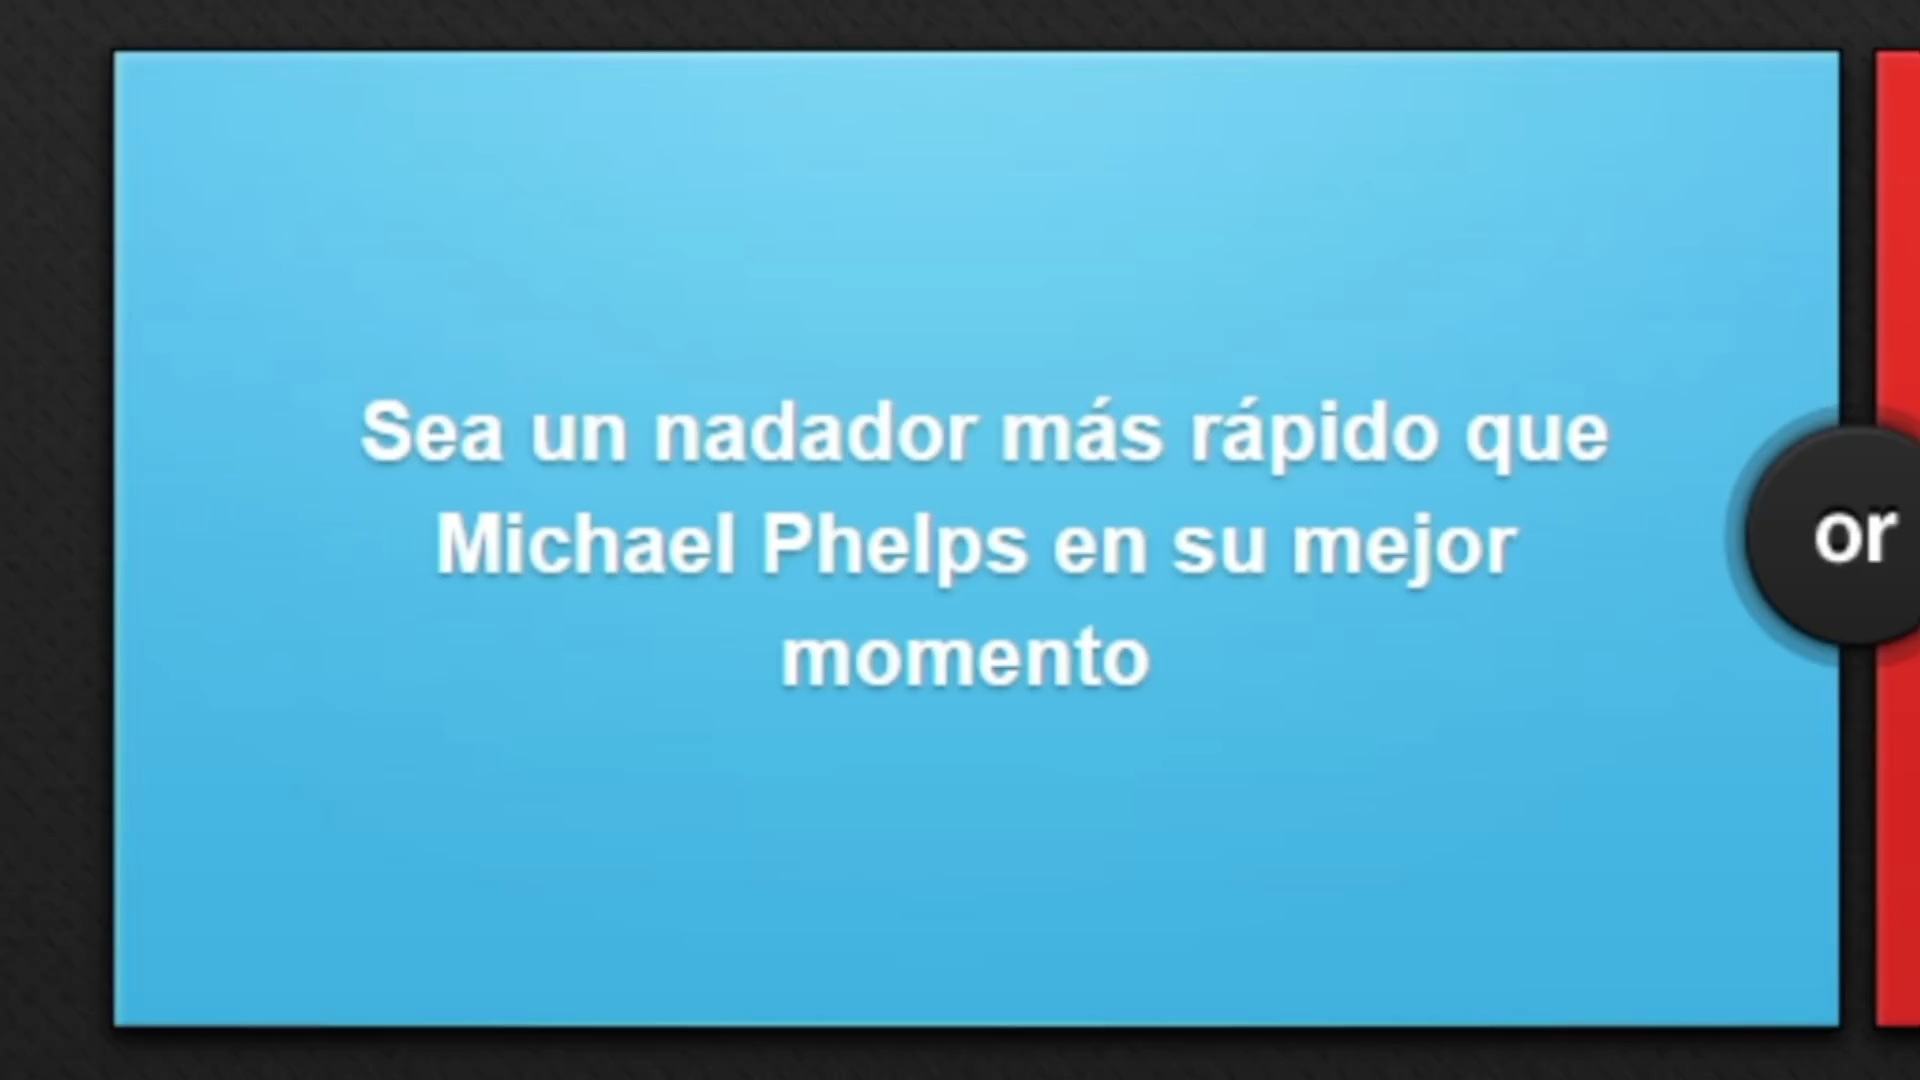 Sea un nadador más rápido que
Michael Phelps en su mejor
momento
or